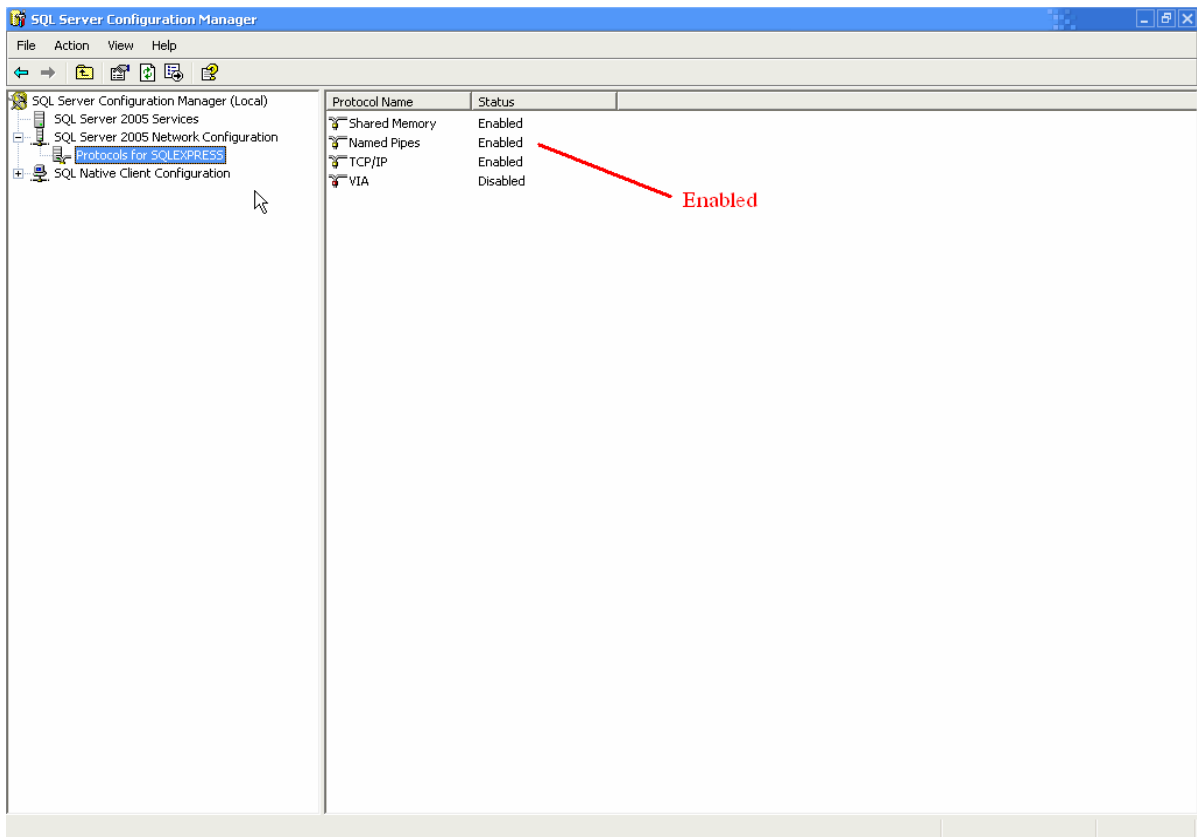 SQL Server Configuration Manager
File Action View Help
SQL Server Configuration Manager (Local)
SQL Server 2005 Services
SQL Server 2005 Network Configuration
Protocols for SQLEXPRESS
SQL Native Client Configuration
Protocol Name Status
Shared Memory Enabled
Named Pipes Enabled
TCP/IP Enabled
VIA Disabled
Enabled